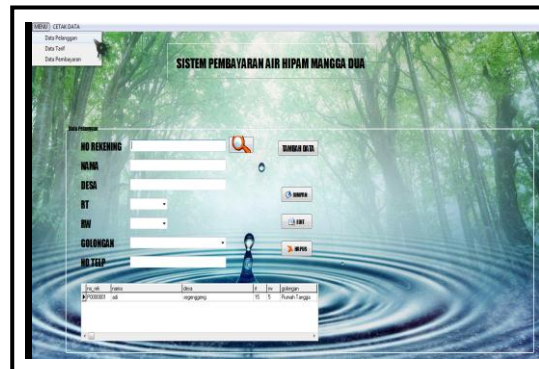 MENU CETAK DATA
Data Pelanggan
Data Tarif
Data Pembayaran
SISTEM PEMBAYARAN AIR HIPAM MANGGA DUA
Data Pelanggan
NO REKENING
TAMBAH DATA
NAMA
DESA
SIMPAN
RT
RW
EDIT
GOLONGAN
HAPUS
NO TELP
no_rek nama desa rt rw golongan
P000001 adi 15 5 Rumah Tangga